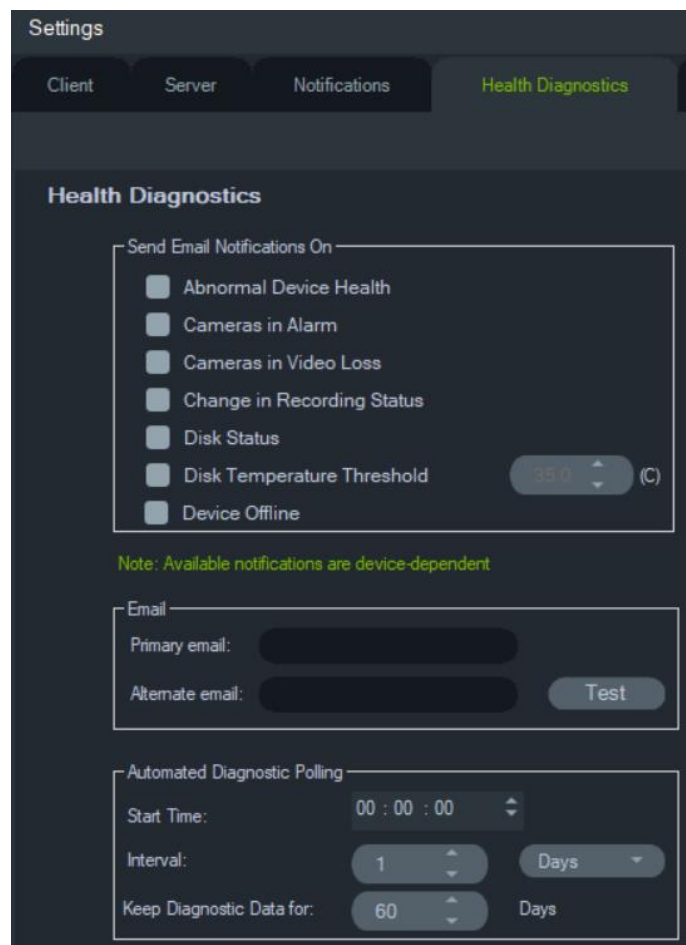 Settings
Client Server Notifications Health Diagnostics
Health Diagnostics
Send Email Notifications On
Abnormal Device Health
Cameras in Alarm
Cameras in Video Loss
Change in Recording Status
Disk Status
Disk Temperature Threshold 35.0 (C)
Device Offline
Note: Available notifications are device-dependent
Email
Primary email:
Alternate email: Test
Automated Diagnostic Polling
Start Time: 00 : 00 : 00
Interval: 1 Days
Keep Diagnostic Data for: 60 Days